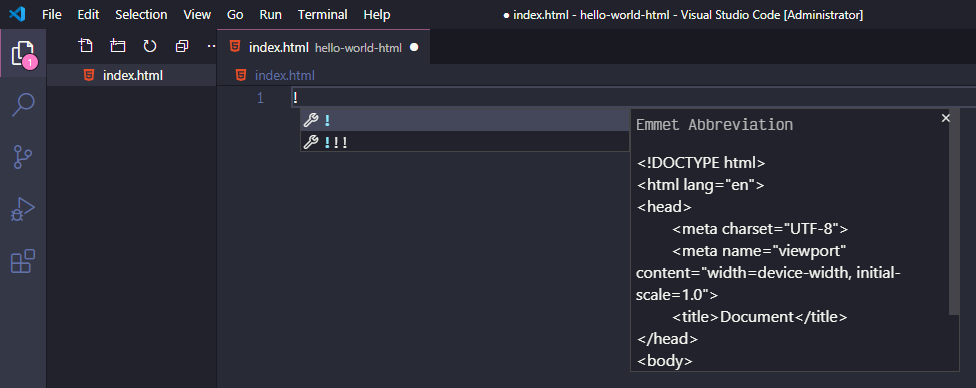 File Edit Selection View Go Run Terminal Help ● index.html - hello-world-html - Visual Studio Code [Administrator]
index.html hello-world-html ●
1
index.html
index.html
1 !
!
!!!
Emmet Abbreviation ×
<!DOCTYPE html>
<html lang="en">
<head>
<meta charset="UTF-8">
<meta name="viewport"
content="width=device-width, initial-
scale=1.0">
<title>Document</title>
</head>
<body>